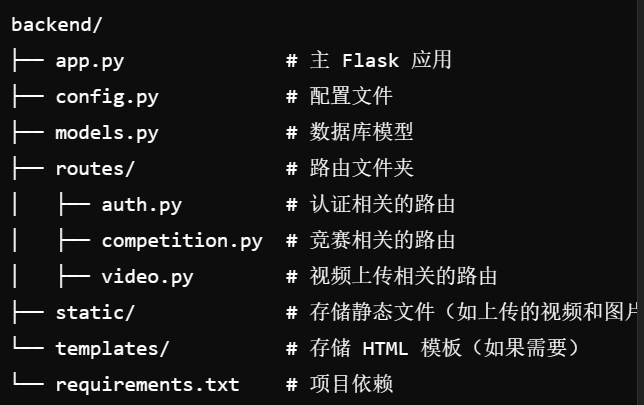 backend/
├── app.py # 主 Flask 应用
├── config.py # 配置文件
├── models.py # 数据库模型
├── routes/ # 路由文件夹
│ ├── auth.py # 认证相关的路由
│ ├── competition.py # 竞赛相关的路由
│ ├── video.py # 视频上传相关的路由
├── static/ # 存储静态文件（如上传的视频和图片
└── templates/ # 存储 HTML 模板（如果需要）
└── requirements.txt # 项目依赖